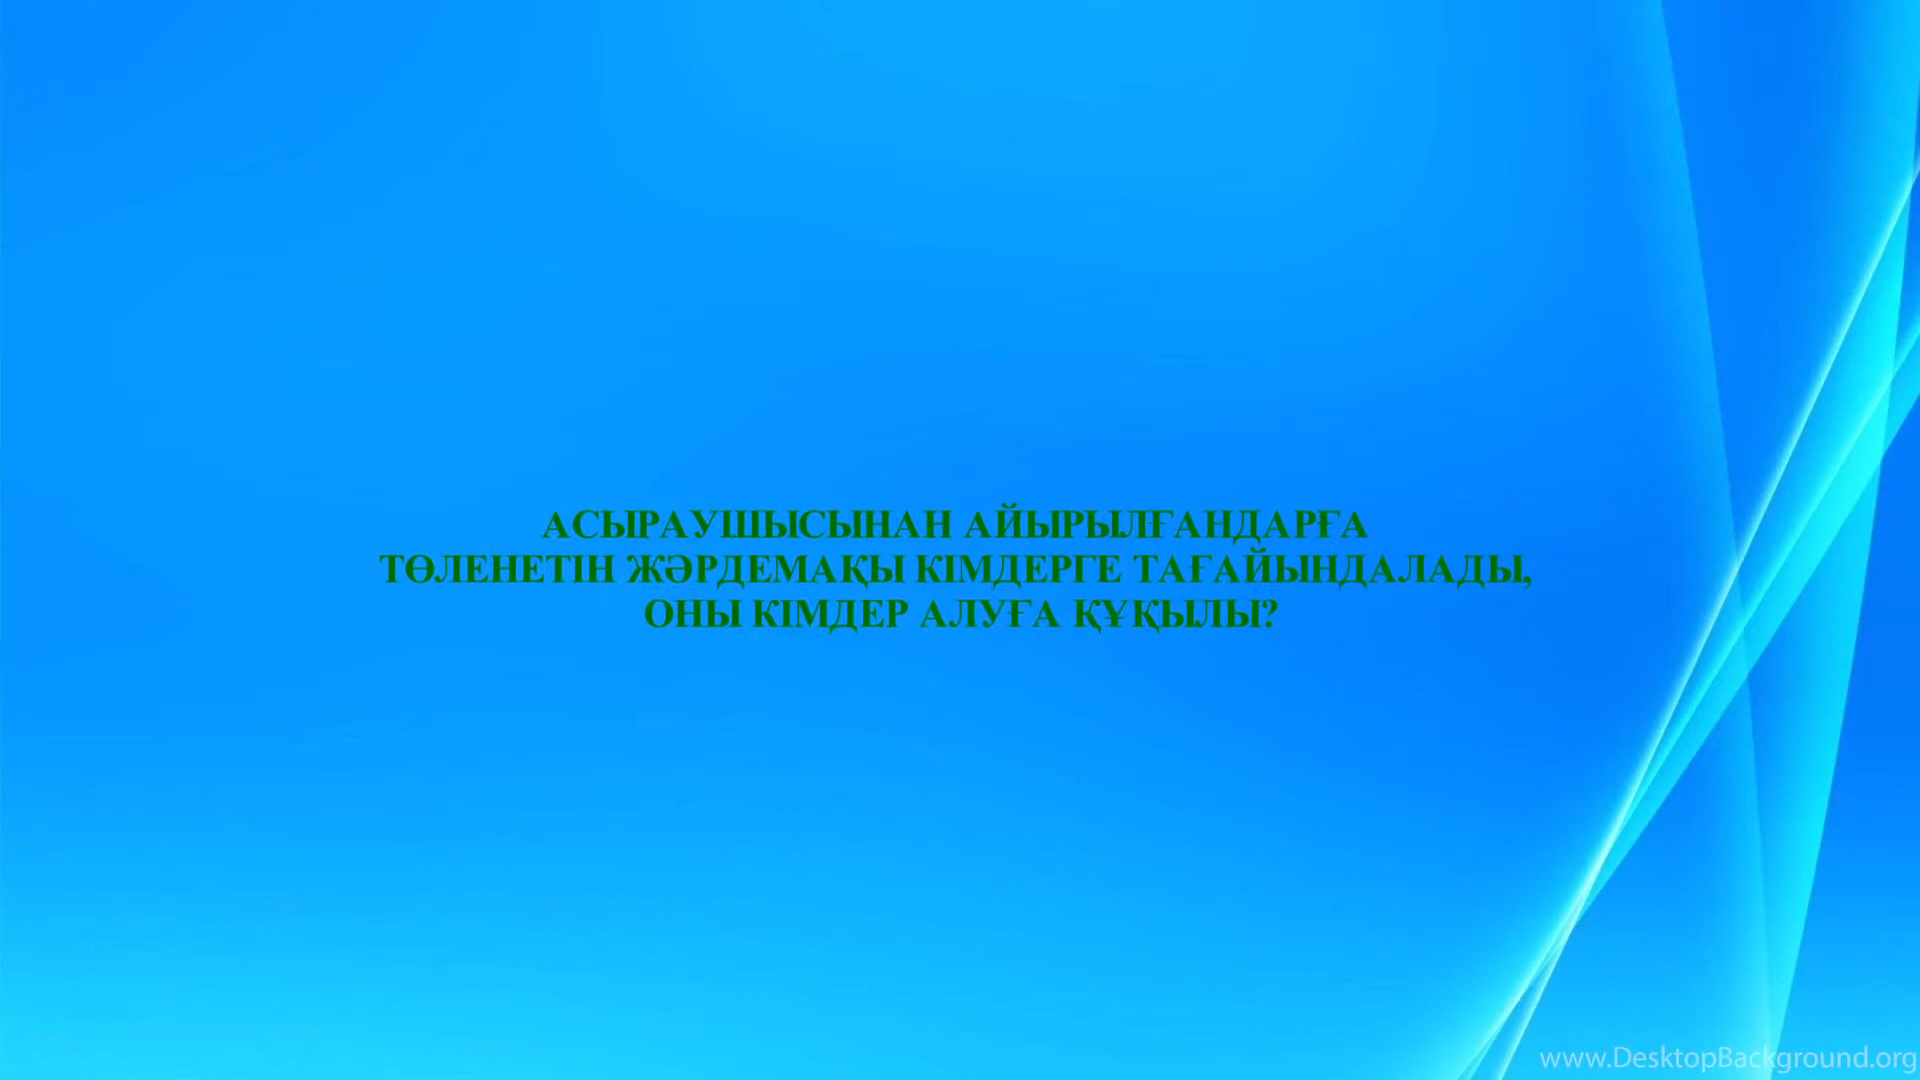 АСЫРАУШЫСЫНАН АЙЫРЫЛҒАНДАРҒА
ТӨЛЕНЕТІН ЖӘРДЕМАҚЫ КІМДЕРГЕ ТАҒАЙЫНДАЛАДЫ,
ОНЫ КІМДЕР АЛУҒА ҚҰҚЫЛЫ?
www.DesktopBackground.org